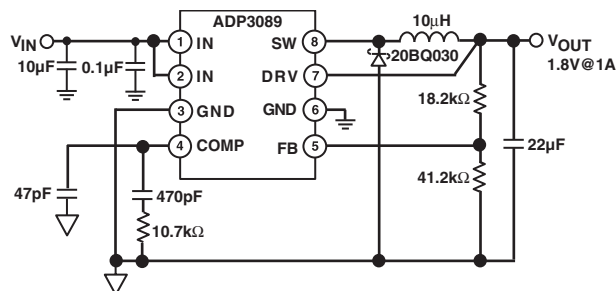 ADP3089
VIN
1 IN
2 IN
3 GND
4 COMP
SW 8
DRV 7
GND 6
FB 5
10µF
0.1µF
47pF
470pF
10.7kΩ
10µH
20BQ030
VOUT
1.8V@1A
18.2kΩ
41.2kΩ
22µF